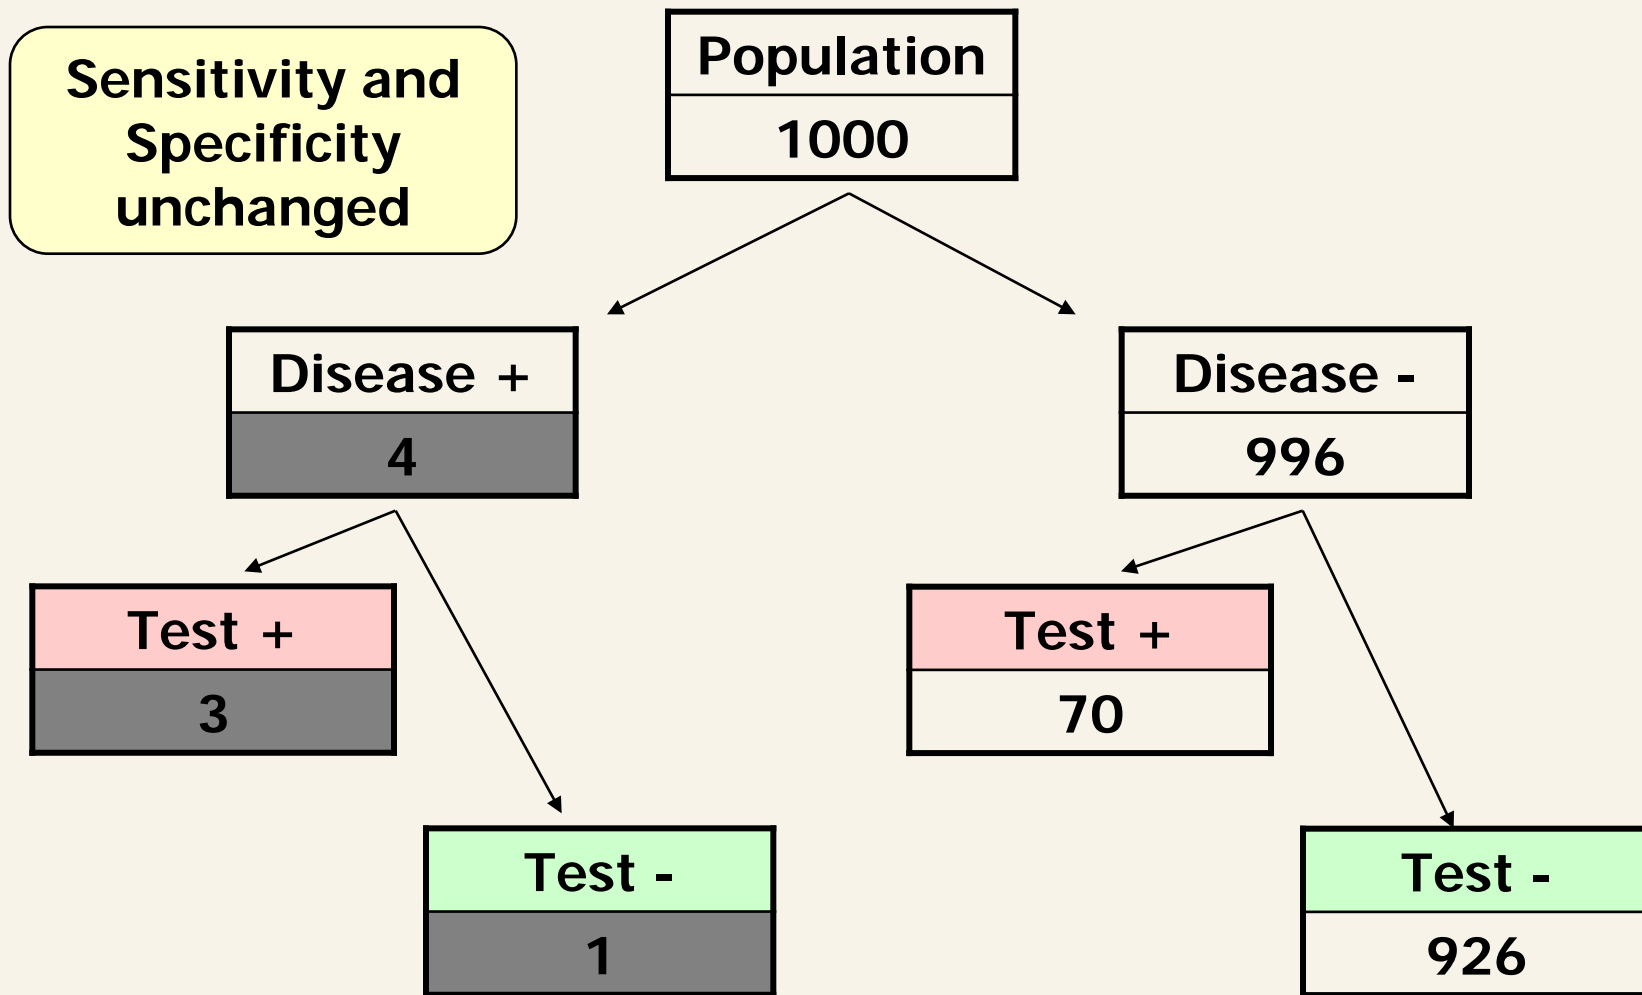 Sensitivity and
Specificity
unchanged
Population
1000
Disease +
4
Disease -
996
Test +
3
Test +
70
Test -
1
Test -
926